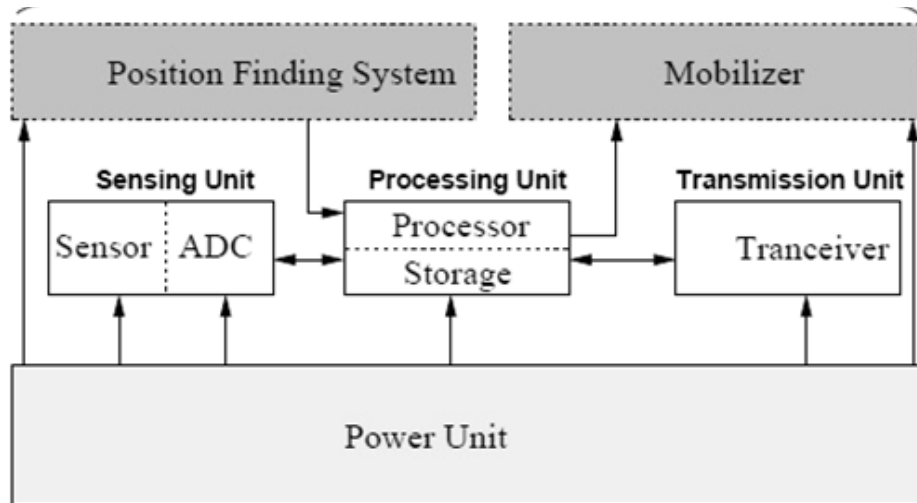 Position Finding System
Mobilizer
Sensing Unit
Processing Unit
Transmission Unit
Sensor
ADC
Processor
Storage
Tranceiver
Power Unit